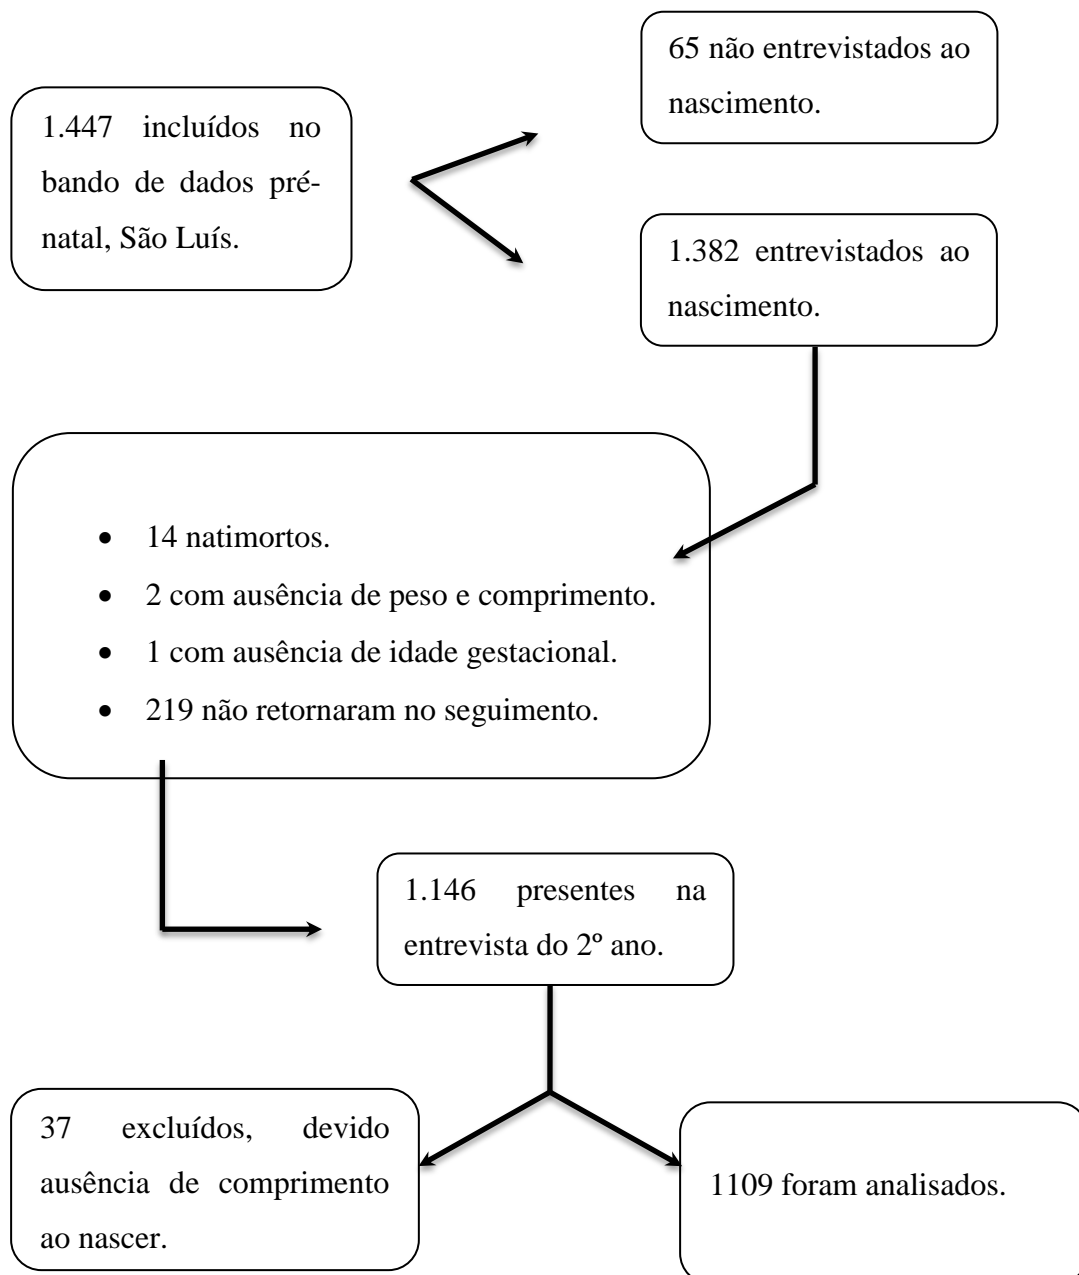 65 não entrevistados ao
nascimento.
1.447 incluídos no
bando de dados pré-
natal, São Luís.
1.382 entrevistados ao
nascimento.
• 14 natimortos.
• 2 com ausência de peso e comprimento.
• 1 com ausência de idade gestacional.
• 219 não retornaram no seguimento.
1.146 presentes na
entrevista do 2º ano.
37 excluídos, devido
ausência de comprimento
ao nascer.
1109 foram analisados.